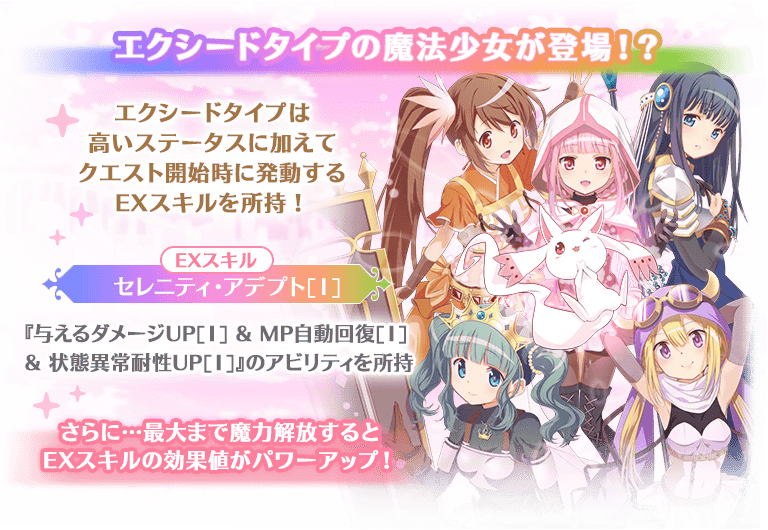 エクシードタイプの魔法少女が登場!?
エクシードタイプは
高いステータスに加えて
クエスト開始時に発動する
EXスキルを所持!
EXスキル
セレニティ・アデプト[Ⅰ]
『与えるダメージUP[Ⅰ] & MP自動回復[Ⅰ]
& 状態異常耐性UP[Ⅰ]』のアビリティを所持
さらに…最大まで魔力解放すると
EXスキルの効果値がパワーアップ!